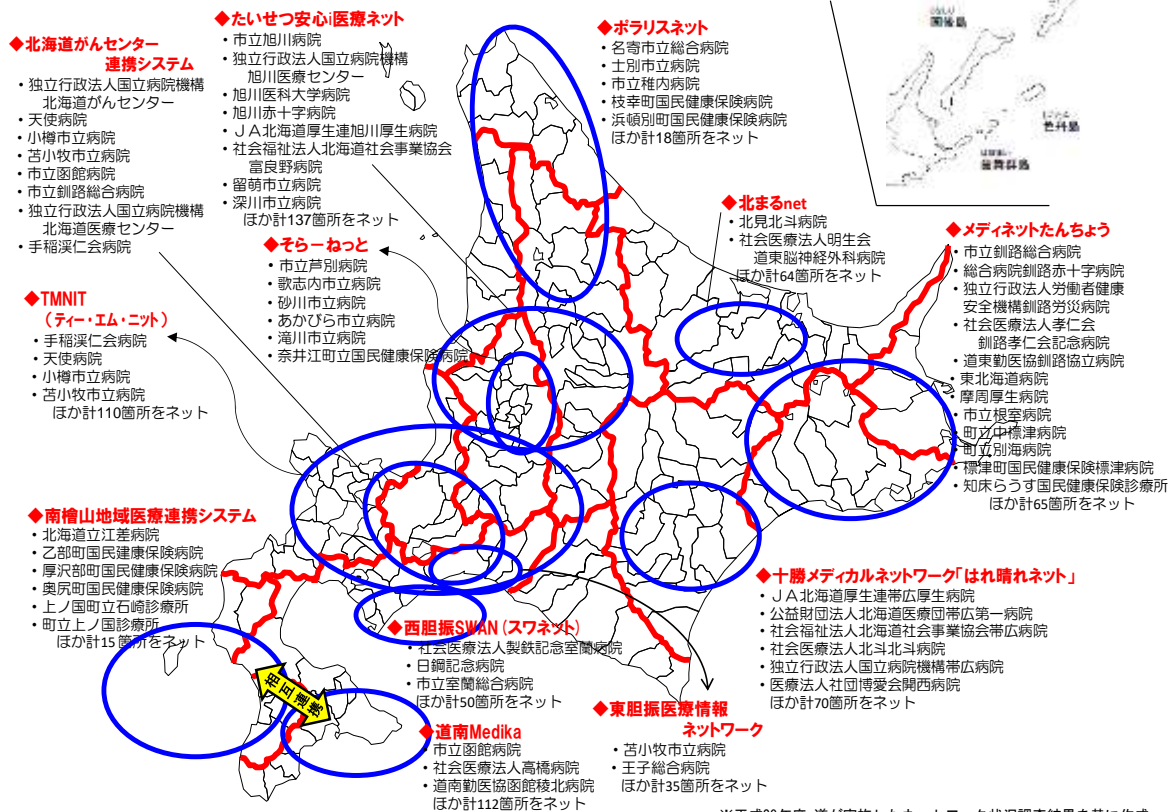 ◆北海道がんセンター
連携システム
・独立行政法人国立病院機構
北海道がんセンター
・天使病院
・小樽市立病院
・苫小牧市立病院
・市立函館病院
・市立釧路総合病院
・独立行政法人国立病院機構
北海道医療センター
・手稲渓仁会病院
◆たいせつ安心i医療ネット
・市立旭川病院
・独立行政法人国立病院機構
旭川医療センター
・旭川医科大学病院
・旭川赤十字病院
・ＪＡ北海道厚生連旭川厚生病院
・社会福祉法人北海道社会事業協会
富良野病院
・留萌市立病院
・深川市立病院
ほか計137箇所をネット
◆ポラリスネット
・名寄市立総合病院
・士別市立病院
・市立稚内病院
・枝幸町国民健康保険病院
・浜頓別町国民健康保険病院
ほか計18箇所をネット
国後島
色丹島
歯舞群島
◆北まるnet
・北見北斗病院
・社会医療法人明生会
道東脳神経外科病院
ほか計64箇所をネット
◆メディネットたんちょう
・市立釧路総合病院
・総合病院釧路赤十字病院
・独立行政法人労働者健康
安全機構釧路労災病院
・社会医療法人孝仁会
釧路孝仁会記念病院
・道東勤医協釧路協立病院
・東北海道病院
・摩周厚生病院
・市立根室病院
・町立中標津病院
・町立別海病院
・標津町国民健康保険標津病院
・知床らうす国民健康保険診療所
ほか計65箇所をネット
◆そらーねっと
・市立芦別病院
・歌志内市立病院
・砂川市立病院
・あかびら市立病院
・滝川市立病院
・奈井江町立国民健康保険病院
◆TMNIT
（ティー・エム・ニット）
・手稲渓仁会病院
・天使病院
・小樽市立病院
・苫小牧市立病院
ほか計110箇所をネット
◆南檜山地域医療連携システム
・北海道立江差病院
・乙部町国民健康保険病院
・厚沢部町国民健康保険病院
・奥尻町国民健康保険病院
・上ノ国町立石崎診療所
・町立上ノ国診療所
ほか計15箇所をネット
相互連携
◆西胆振SWAN（スワネット）
・社会医療法人製鉄記念室蘭病院
・日鋼記念病院
・市立室蘭総合病院
ほか計50箇所をネット
◆道南Medika
・市立函館病院
・社会医療法人高橋病院
・道南勤医協函館稜北病院
ほか計112箇所をネット
◆東胆振医療情報
ネットワーク
・苫小牧市立病院
・王子総合病院
ほか計35箇所をネット
◆十勝メディカルネットワーク「はれ晴れネット」
・ＪＡ北海道厚生連帯広厚生病院
・公益財団法人北海道医療団帯広第一病院
・社会福祉法人北海道社会事業協会帯広病院
・社会医療法人北斗北斗病院
・独立行政法人国立病院機構帯広病院
・医療法人社団博愛会開西病院
ほか計70箇所をネット